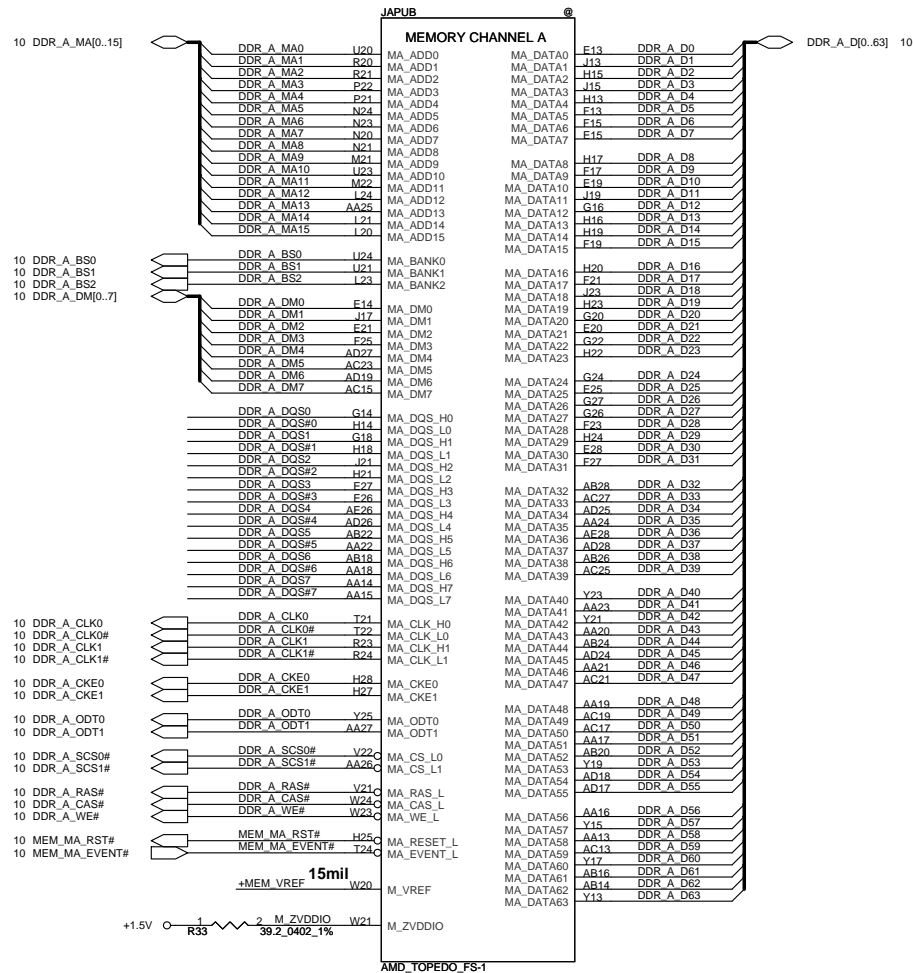 JAPUB @
MEMORY CHANNEL A
10 DDR_A_MA[0..15]
DDR_A_D[0..63] 10
DDR_A_MA0 U20 MA_ADD0
DDR_A_MA1 R20 MA_ADD1
DDR_A_MA2 R21 MA_ADD2
DDR_A_MA3 P22 MA_ADD3
DDR_A_MA4 P21 MA_ADD4
DDR_A_MA5 N24 MA_ADD5
DDR_A_MA6 N23 MA_ADD6
DDR_A_MA7 N20 MA_ADD7
DDR_A_MA8 N21 MA_ADD8
DDR_A_MA9 M21 MA_ADD9
DDR_A_MA10 U23 MA_ADD10
DDR_A_MA11 M22 MA_ADD11
DDR_A_MA12 L24 MA_ADD12
DDR_A_MA13 AA25 MA_ADD13
DDR_A_MA14 L21 MA_ADD14
DDR_A_MA15 L20 MA_ADD15
10 DDR_A_BS0 DDR_A_BS0 U24 MA_BANK0
10 DDR_A_BS1 DDR_A_BS1 U21 MA_BANK1
10 DDR_A_BS2 DDR_A_BS2 L23 MA_BANK2
10 DDR_A_DM[0..7]
DDR_A_DM0 E14 MA_DM0
DDR_A_DM1 J17 MA_DM1
DDR_A_DM2 E21 MA_DM2
DDR_A_DM3 F25 MA_DM3
DDR_A_DM4 AD27 MA_DM4
DDR_A_DM5 AC23 MA_DM5
DDR_A_DM6 AD19 MA_DM6
DDR_A_DM7 AC15 MA_DM7
DDR_A_DQS0 G14 MA_DQS_H0
DDR_A_DQS#0 H14 MA_DQS_L0
DDR_A_DQS1 G18 MA_DQS_H1
DDR_A_DQS#1 H18 MA_DQS_L1
DDR_A_DQS2 J21 MA_DQS_H2
DDR_A_DQS#2 H21 MA_DQS_L2
DDR_A_DQS3 E27 MA_DQS_H3
DDR_A_DQS#3 E26 MA_DQS_L3
DDR_A_DQS4 AE26 MA_DQS_H4
DDR_A_DQS#4 AD26 MA_DQS_L4
DDR_A_DQS5 AB22 MA_DQS_H5
DDR_A_DQS#5 AA22 MA_DQS_L5
DDR_A_DQS6 AB18 MA_DQS_H6
DDR_A_DQS#6 AA18 MA_DQS_L6
DDR_A_DQS7 AA14 MA_DQS_H7
DDR_A_DQS#7 AA15 MA_DQS_L7
10 DDR_A_CLK0 DDR_A_CLK0 T21 MA_CLK_H0
10 DDR_A_CLK0# DDR_A_CLK0# T22 MA_CLK_L0
10 DDR_A_CLK1 DDR_A_CLK1 R23 MA_CLK_H1
10 DDR_A_CLK1# DDR_A_CLK1# R24 MA_CLK_L1
10 DDR_A_CKE0 DDR_A_CKE0 H28 MA_CKE0
10 DDR_A_CKE1 DDR_A_CKE1 H27 MA_CKE1
10 DDR_A_ODT0 DDR_A_ODT0 Y25 MA_ODT0
10 DDR_A_ODT1 DDR_A_ODT1 AA27 MA_ODT1
10 DDR_A_SCS0# DDR_A_SCS0# V22 MA_CS_L0
10 DDR_A_SCS1# DDR_A_SCS1# AA26 MA_CS_L1
10 DDR_A_RAS# DDR_A_RAS# V21 MA_RAS_L
10 DDR_A_CAS# DDR_A_CAS# W24 MA_CAS_L
10 DDR_A_WE# DDR_A_WE# W23 MA_WE_L
10 MEM_MA_RST# MEM_MA_RST# H25 MA_RESET_L
10 MEM_MA_EVENT# MEM_MA_EVENT# T24 MA_EVENT_L
+MEM_VREF 15mil W20 M_VREF
+1.5V 1 R33 2 39.2_0402_1% M_ZVDDIO W21 M_ZVDDIO
MA_DATA0 E13 DDR_A_D0
MA_DATA1 J13 DDR_A_D1
MA_DATA2 H15 DDR_A_D2
MA_DATA3 J15 DDR_A_D3
MA_DATA4 H13 DDR_A_D4
MA_DATA5 F13 DDR_A_D5
MA_DATA6 F15 DDR_A_D6
MA_DATA7 E15 DDR_A_D7
MA_DATA8 H17 DDR_A_D8
MA_DATA9 F17 DDR_A_D9
MA_DATA10 E19 DDR_A_D10
MA_DATA11 J19 DDR_A_D11
MA_DATA12 G16 DDR_A_D12
MA_DATA13 H16 DDR_A_D13
MA_DATA14 H19 DDR_A_D14
MA_DATA15 F19 DDR_A_D15
MA_DATA16 H20 DDR_A_D16
MA_DATA17 F21 DDR_A_D17
MA_DATA18 J23 DDR_A_D18
MA_DATA19 H23 DDR_A_D19
MA_DATA20 G20 DDR_A_D20
MA_DATA21 E20 DDR_A_D21
MA_DATA22 G22 DDR_A_D22
MA_DATA23 H22 DDR_A_D23
MA_DATA24 G24 DDR_A_D24
MA_DATA25 E25 DDR_A_D25
MA_DATA26 G27 DDR_A_D26
MA_DATA27 G26 DDR_A_D27
MA_DATA28 F23 DDR_A_D28
MA_DATA29 H24 DDR_A_D29
MA_DATA30 E28 DDR_A_D30
MA_DATA31 F27 DDR_A_D31
MA_DATA32 AB28 DDR_A_D32
MA_DATA33 AC27 DDR_A_D33
MA_DATA34 AD25 DDR_A_D34
MA_DATA35 AA24 DDR_A_D35
MA_DATA36 AE28 DDR_A_D36
MA_DATA37 AD28 DDR_A_D37
MA_DATA38 AB26 DDR_A_D38
MA_DATA39 AC25 DDR_A_D39
MA_DATA40 Y23 DDR_A_D40
MA_DATA41 AA23 DDR_A_D41
MA_DATA42 Y21 DDR_A_D42
MA_DATA43 AA20 DDR_A_D43
MA_DATA44 AB24 DDR_A_D44
MA_DATA45 AD24 DDR_A_D45
MA_DATA46 AA21 DDR_A_D46
MA_DATA47 AC21 DDR_A_D47
MA_DATA48 AA19 DDR_A_D48
MA_DATA49 AC19 DDR_A_D49
MA_DATA50 AC17 DDR_A_D50
MA_DATA51 AA17 DDR_A_D51
MA_DATA52 AB20 DDR_A_D52
MA_DATA53 Y19 DDR_A_D53
MA_DATA54 AD18 DDR_A_D54
MA_DATA55 AD17 DDR_A_D55
MA_DATA56 AA16 DDR_A_D56
MA_DATA57 Y15 DDR_A_D57
MA_DATA58 AA13 DDR_A_D58
MA_DATA59 AC13 DDR_A_D59
MA_DATA60 Y17 DDR_A_D60
MA_DATA61 AB16 DDR_A_D61
MA_DATA62 AB14 DDR_A_D62
MA_DATA63 Y13 DDR_A_D63
AMD_TOPEDO_FS-1